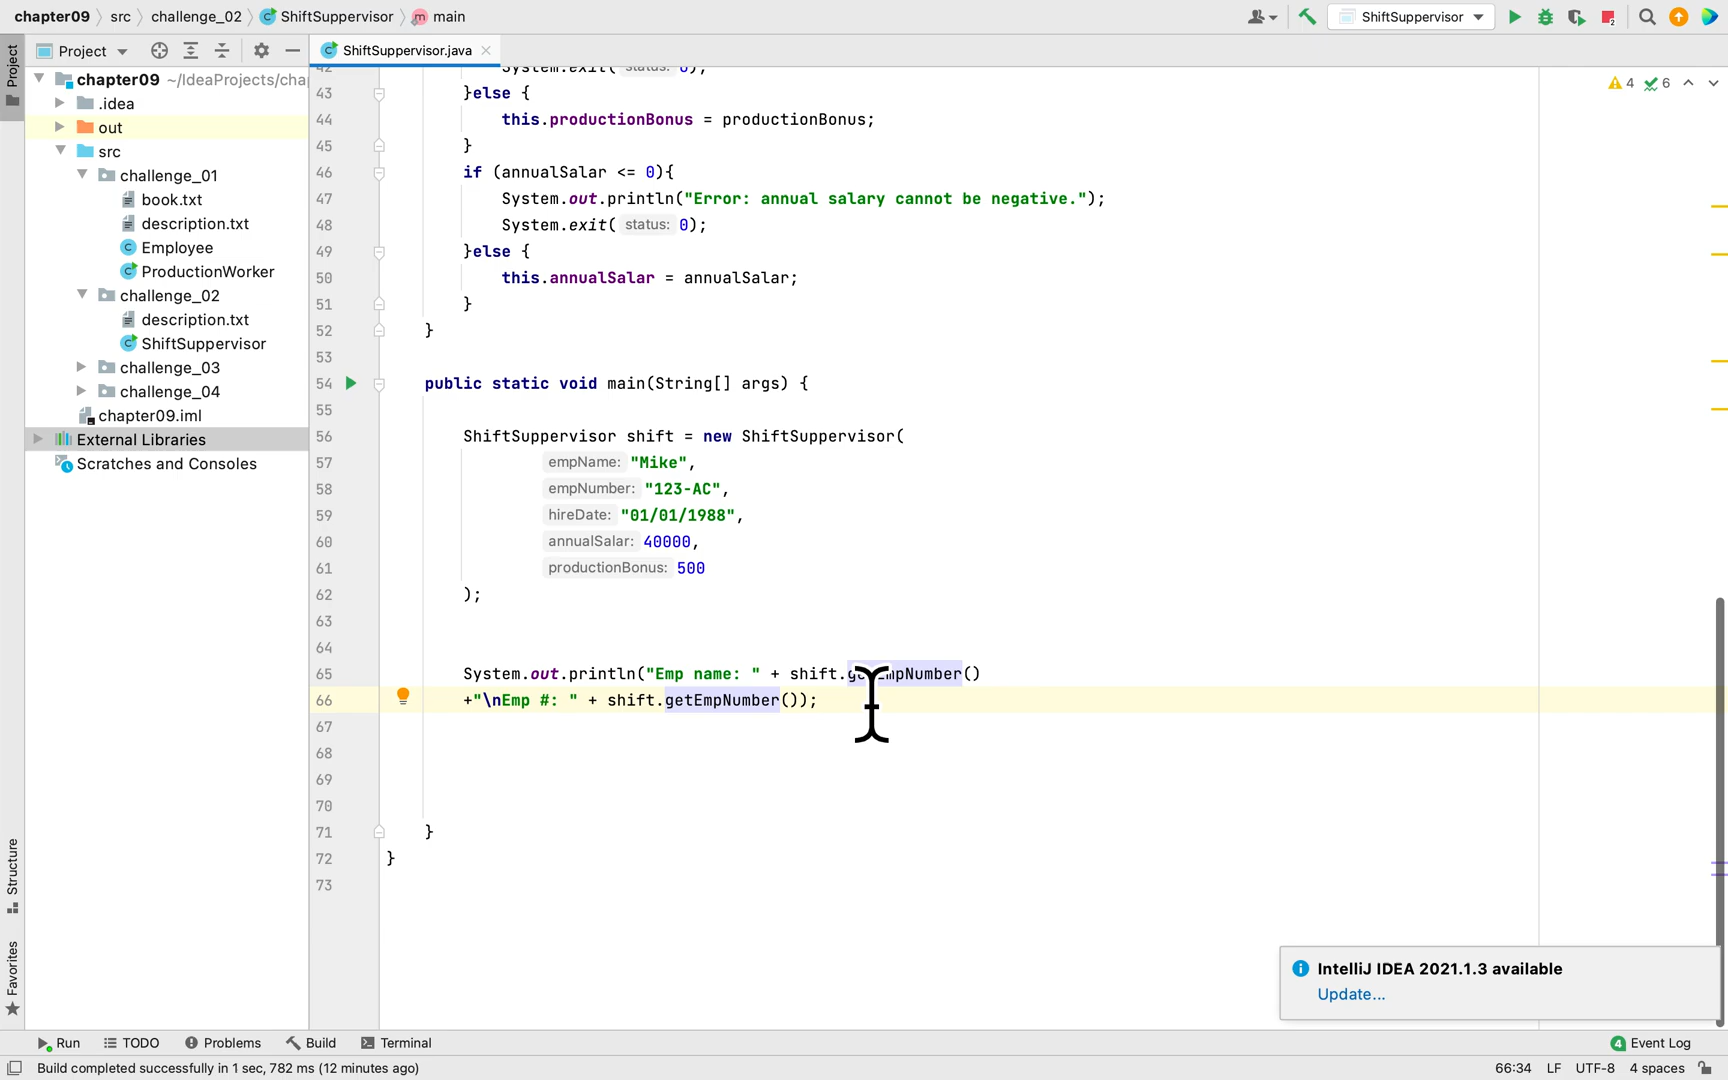 chapter09 〉 src 〉 challenge_02 〉 ShiftSuppervisor 〉 m main
ShiftSuppervisor
Project
Project
ShiftSuppervisor.java
chapter09 ~/IdeaProjects/cha
.idea
out
src
challenge_01
book.txt
description.txt
Employee
ProductionWorker
challenge_02
description.txt
ShiftSuppervisor
challenge_03
challenge_04
chapter09.iml
External Libraries
Scratches and Consoles
4 6
42 System.exit( status: 0);
43 }else {
44 this.productionBonus = productionBonus;
45 }
46 if (annualSalar <= 0){
47 System.out.println("Error: annual salary cannot be negative.");
48 System.exit( status: 0);
49 }else {
50 this.annualSalar = annualSalar;
51 }
52 }
53
54 public static void main(String[] args) {
55
56 ShiftSuppervisor shift = new ShiftSuppervisor(
57 empName: "Mike",
58 empNumber: "123-AC",
59 hireDate: "01/01/1988",
60 annualSalar: 40000,
61 productionBonus: 500
62 );
63
64
65 System.out.println("Emp name: " + shift.getEmpNumber()
66 +"\nEmp #: " + shift.getEmpNumber());
67
68
69
70
71 }
72 }
73
Structure
Favorites
IntelliJ IDEA 2021.1.3 available
Update...
Run TODO Problems Build Terminal 4 Event Log
Build completed successfully in 1 sec, 782 ms (12 minutes ago) 66:34 LF UTF-8 4 spaces